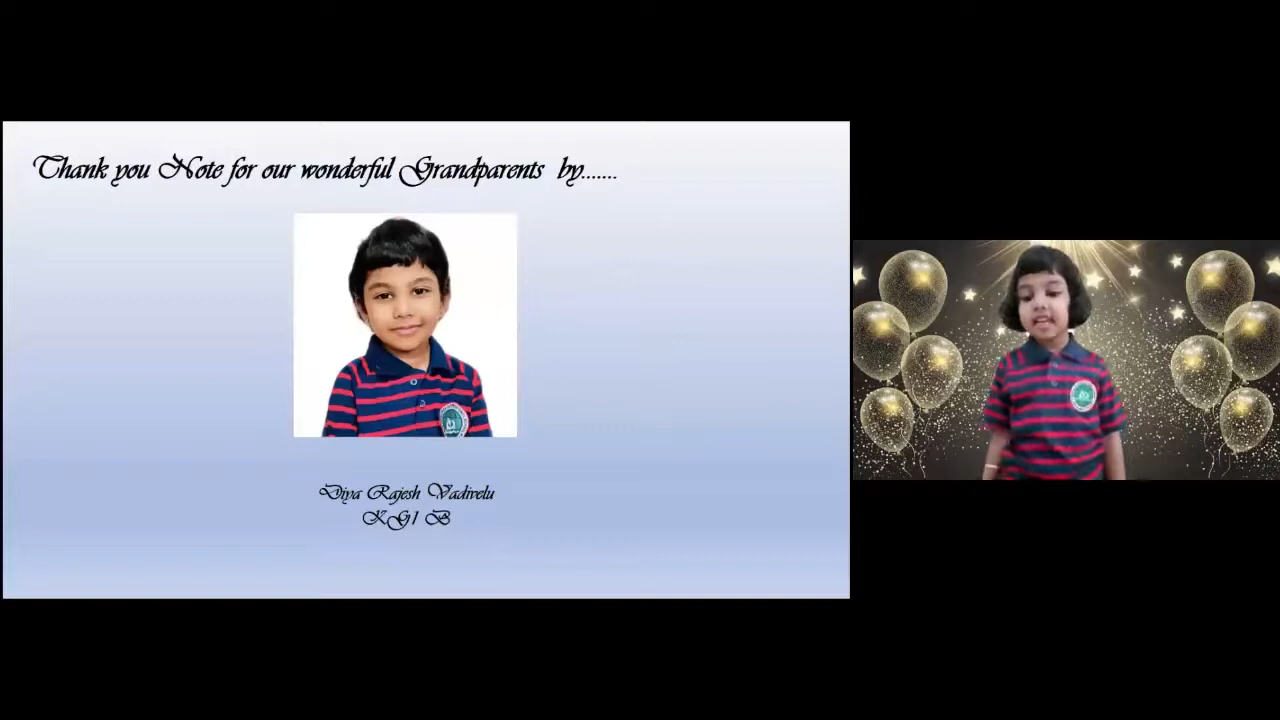 Thank you Note for our wonderful Grandparents by.......
Diya Rajesh Vadivelu
KG1 B